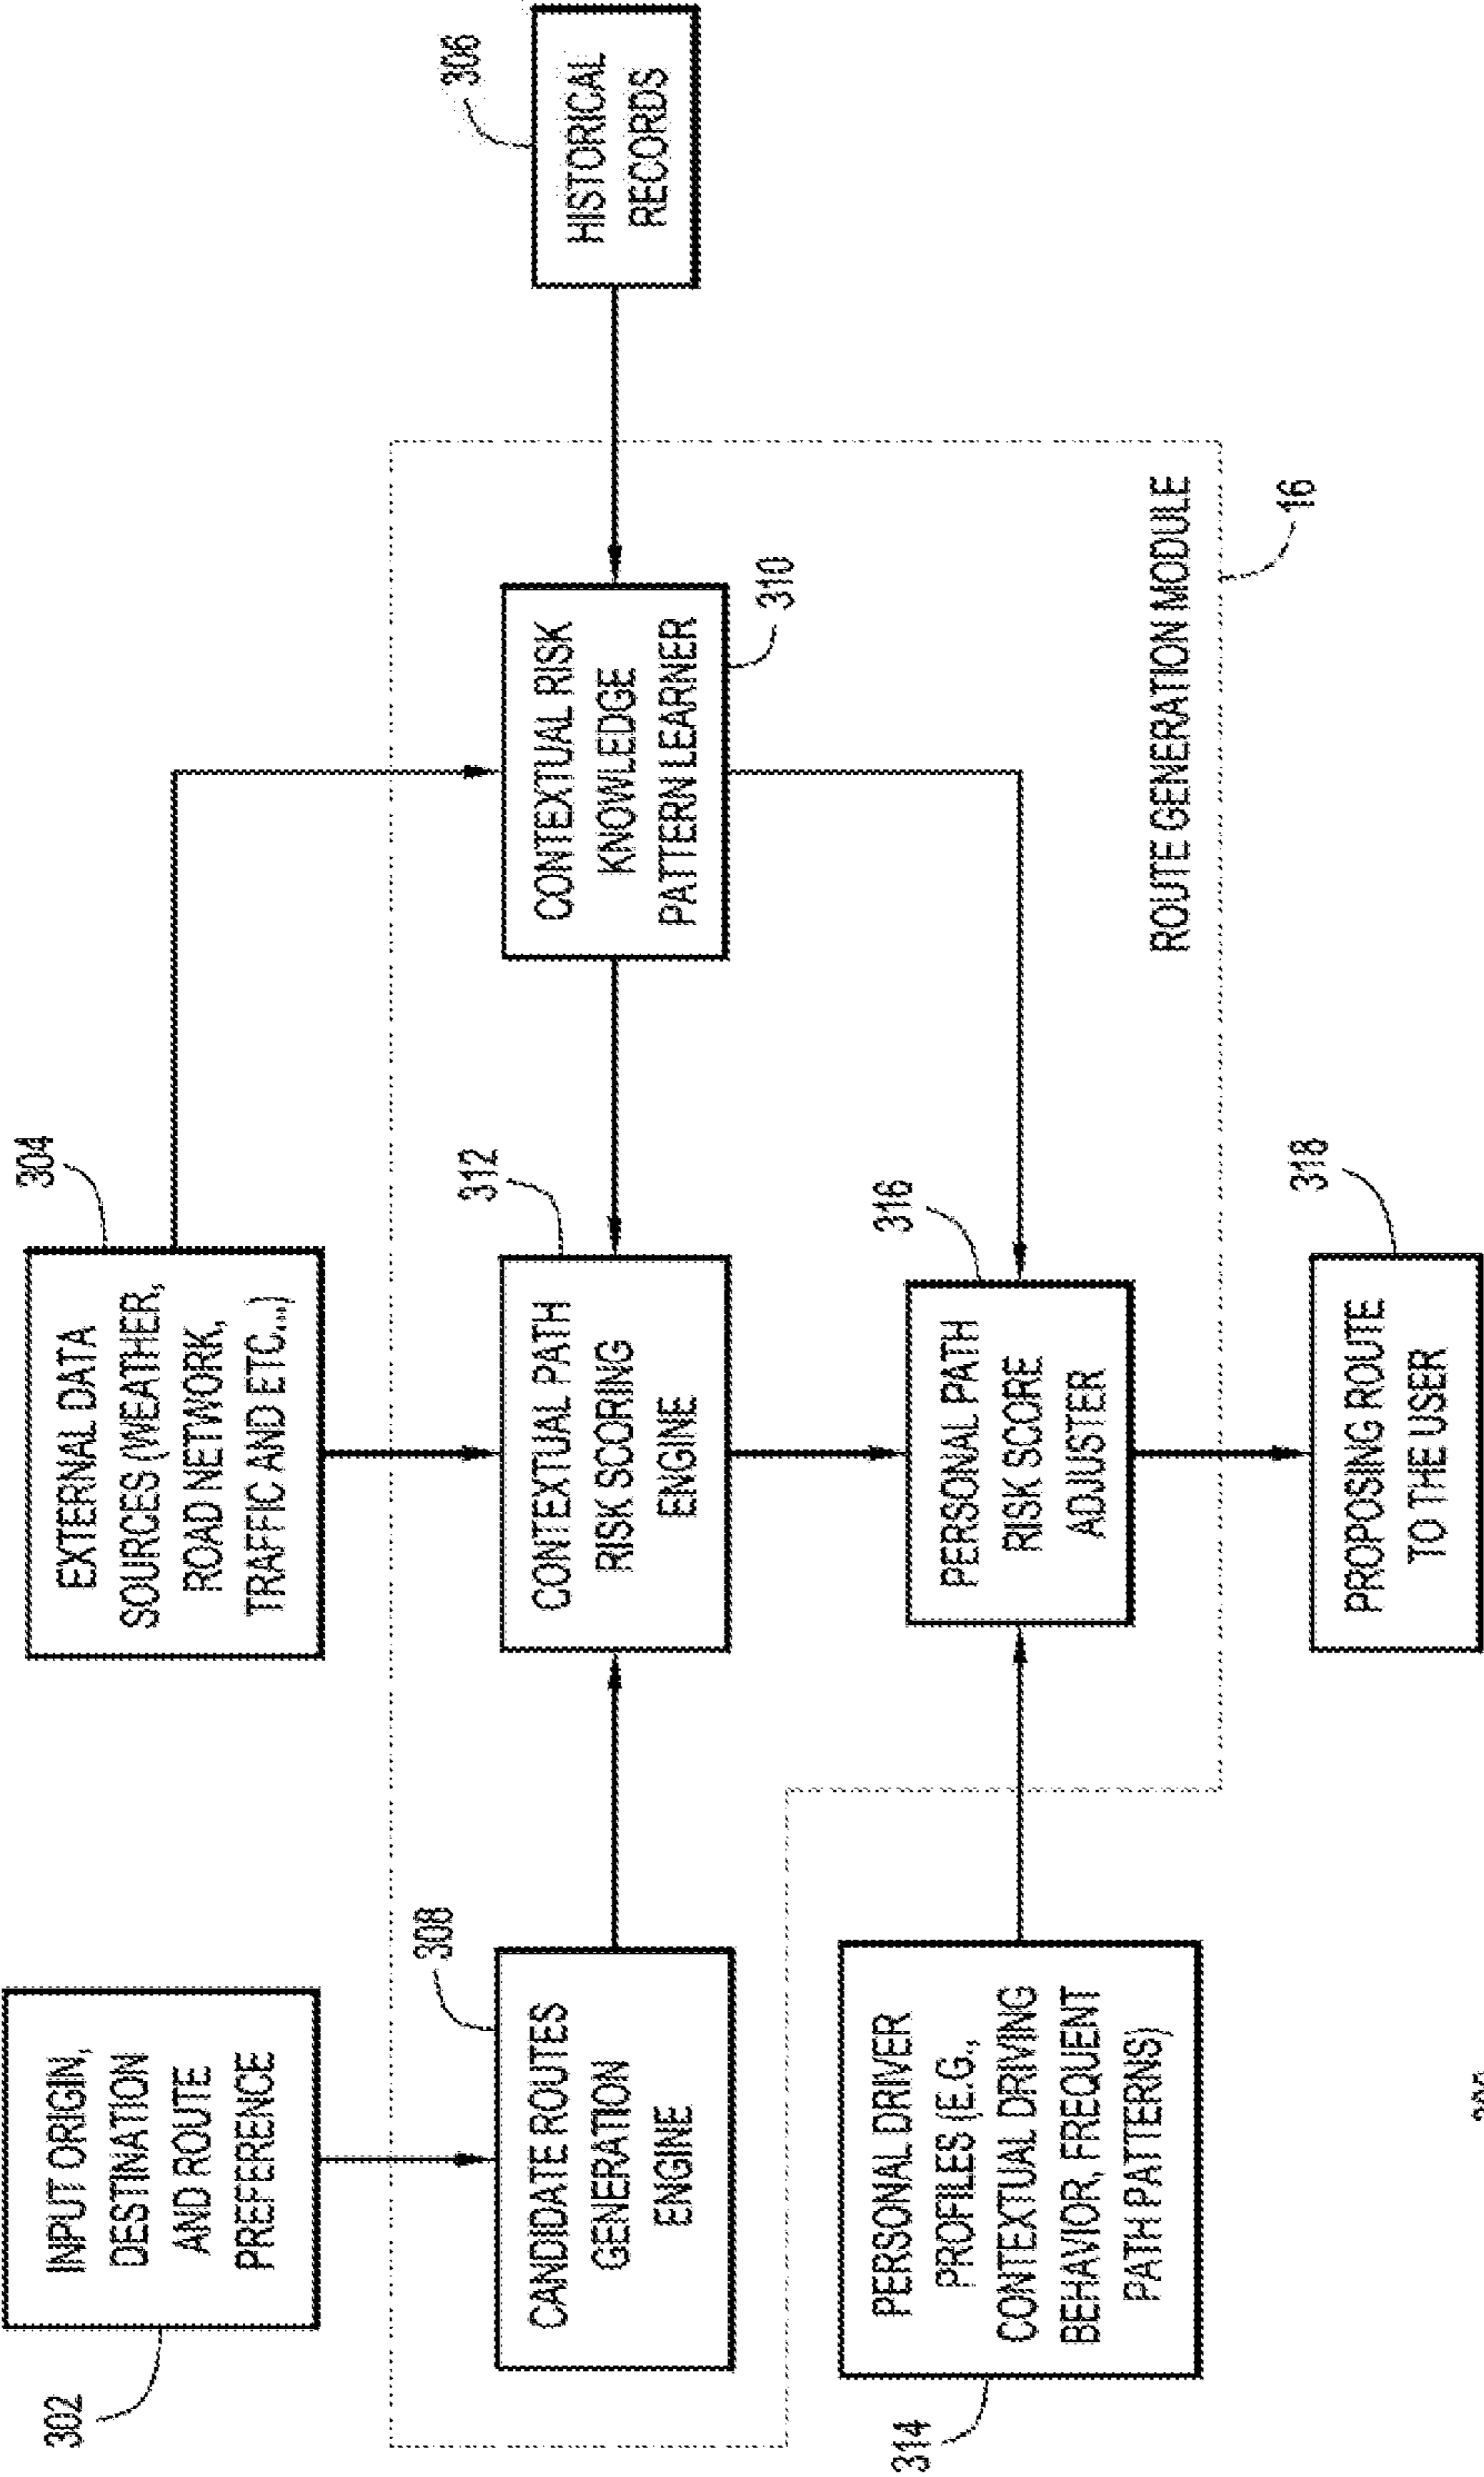 302
INPUT ORIGIN,
DESTINATION
AND ROUTE
PREFERENCE
304
EXTERNAL DATA
SOURCES (WEATHER,
ROAD NETWORK,
TRAFFIC AND ETC...)
306
HISTORICAL
RECORDS
308
CANDIDATE ROUTES
GENERATION
ENGINE
312
CONTEXTUAL PATH
RISK SCORING
ENGINE
CONTEXTUAL RISK
KNOWLEDGE
PATTERN LEARNER
310
314
PERSONAL DRIVER
PROFILES (E.G.,
CONTEXTUAL DRIVING
BEHAVIOR, FREQUENT
PATH PATTERNS)
316
PERSONAL PATH
RISK SCORE
ADJUSTER
ROUTE GENERATION MODULE
16
318
PROPOSING ROUTE
TO THE USER